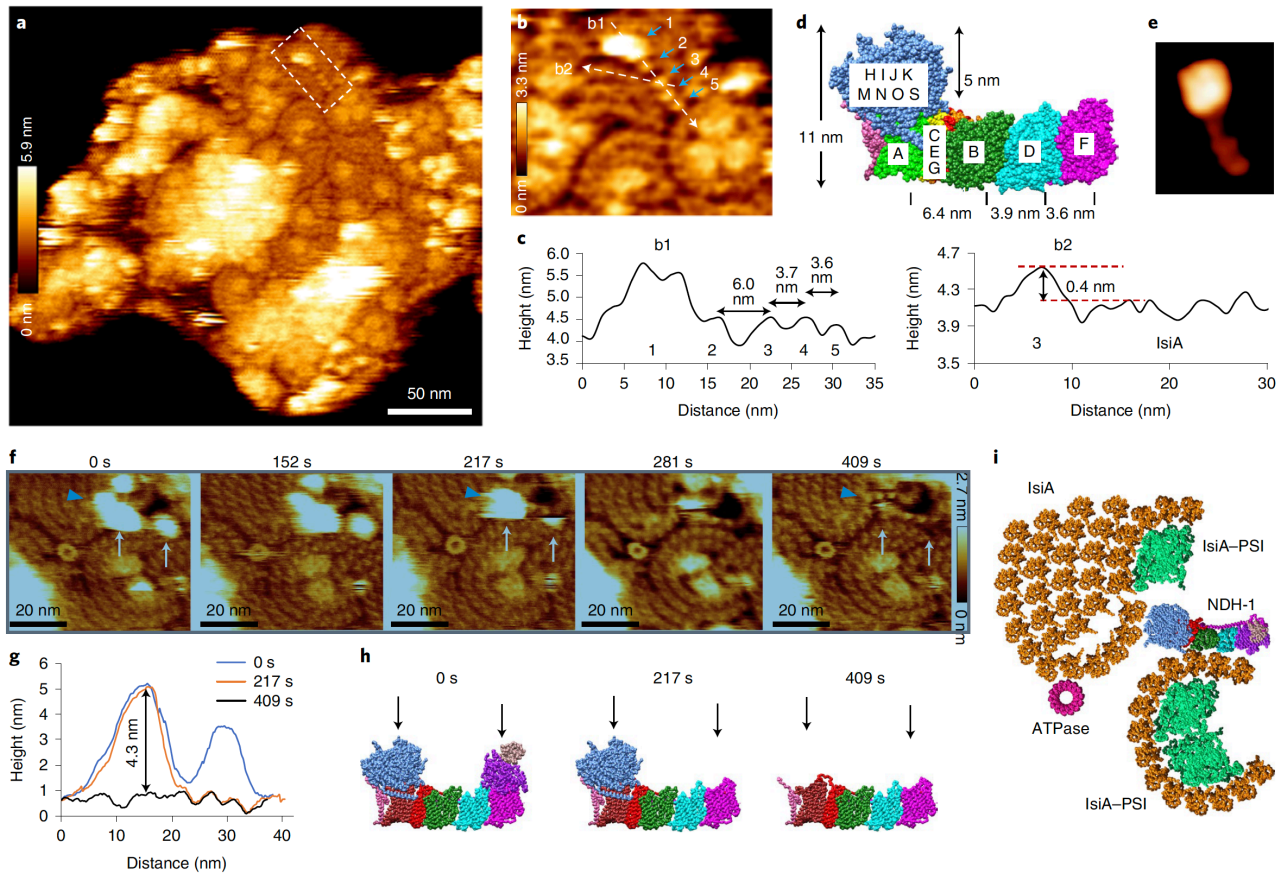 a
5.9 nm
0 nm
50 nm
b
b1
1
2
3
4
5
b2
3.3 nm
0 nm
c
b1
Height (nm)
6.0
5.5
5.0
4.5
4.0
3.5
6.0
nm
3.7
nm
3.6
nm
1
2
3
4
5
0
5
10
15
20
25
30
35
Distance (nm)
b2
Height (nm)
4.7
4.3
3.9
3.5
0.4 nm
3
IsiA
0
10
20
30
Distance (nm)
d
11 nm
H I J K
M N O S
5 nm
A
C
E
G
B
D
F
6.4 nm
3.9 nm
3.6 nm
e
f
0 s
152 s
217 s
281 s
409 s
20 nm
20 nm
20 nm
20 nm
20 nm
2.7 nm
0 nm
g
Height (nm)
6
5
4
3
2
1
0
4.3 nm
0 s
217 s
409 s
0
10
20
30
40
Distance (nm)
h
0 s
217 s
409 s
i
IsiA
IsiA–PSI
NDH-1
ATPase
IsiA–PSI